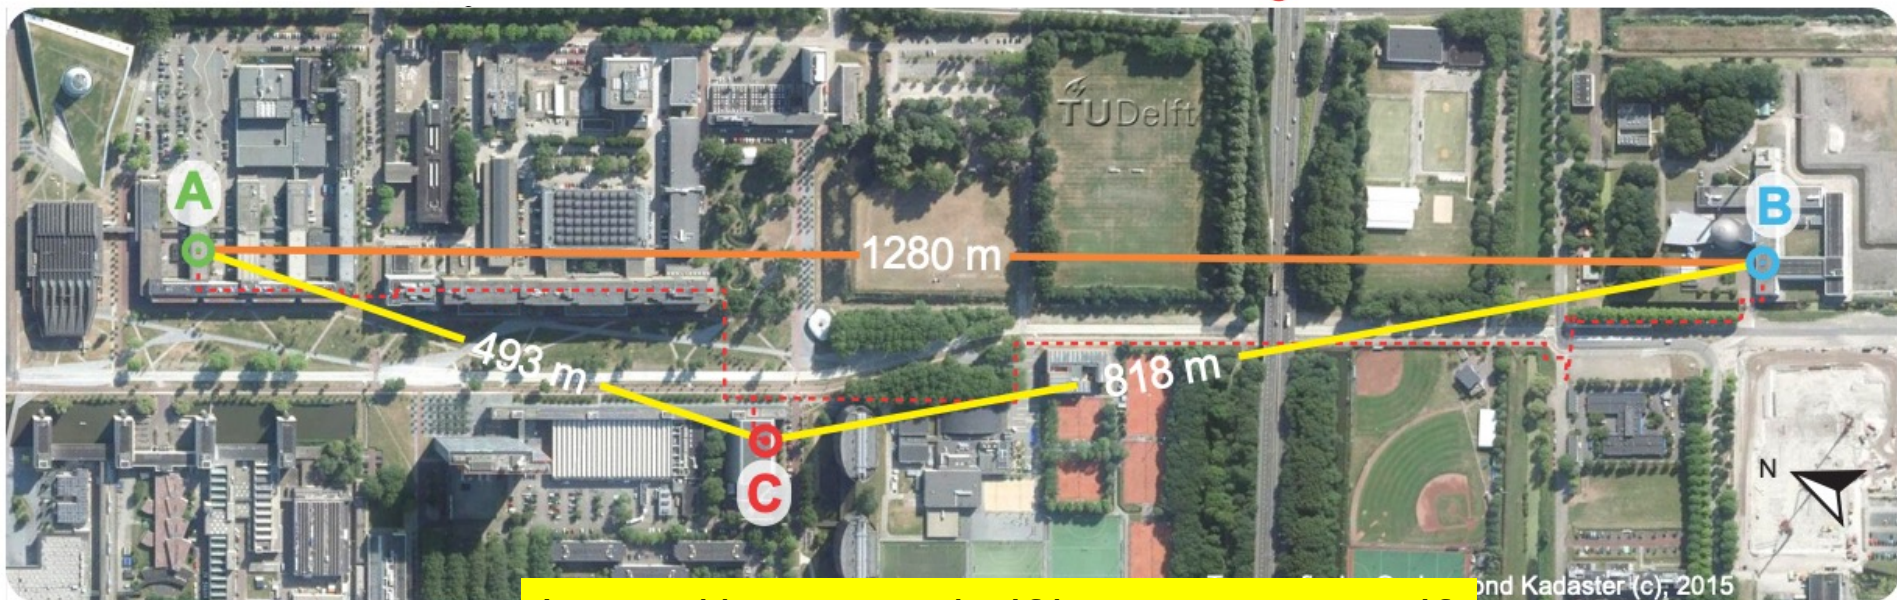 TUDelft
A
B
1280 m
493 m
818 m
C
N
ond Kadaster (c), 2015